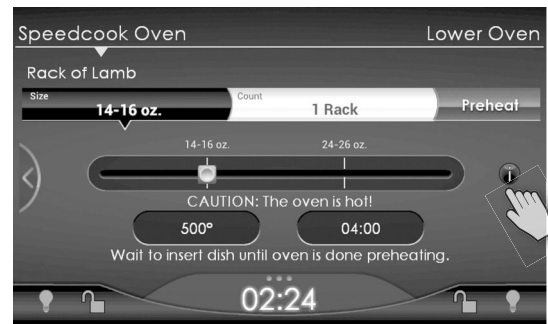 Speedcook Oven Lower Oven
Rack of Lamb
Size 14-16 oz. Count 1 Rack Preheat
14-16 oz. 24-26 oz.
i
CAUTION: The oven is hot!
500º 04:00
Wait to insert dish until oven is done preheating.
02:24